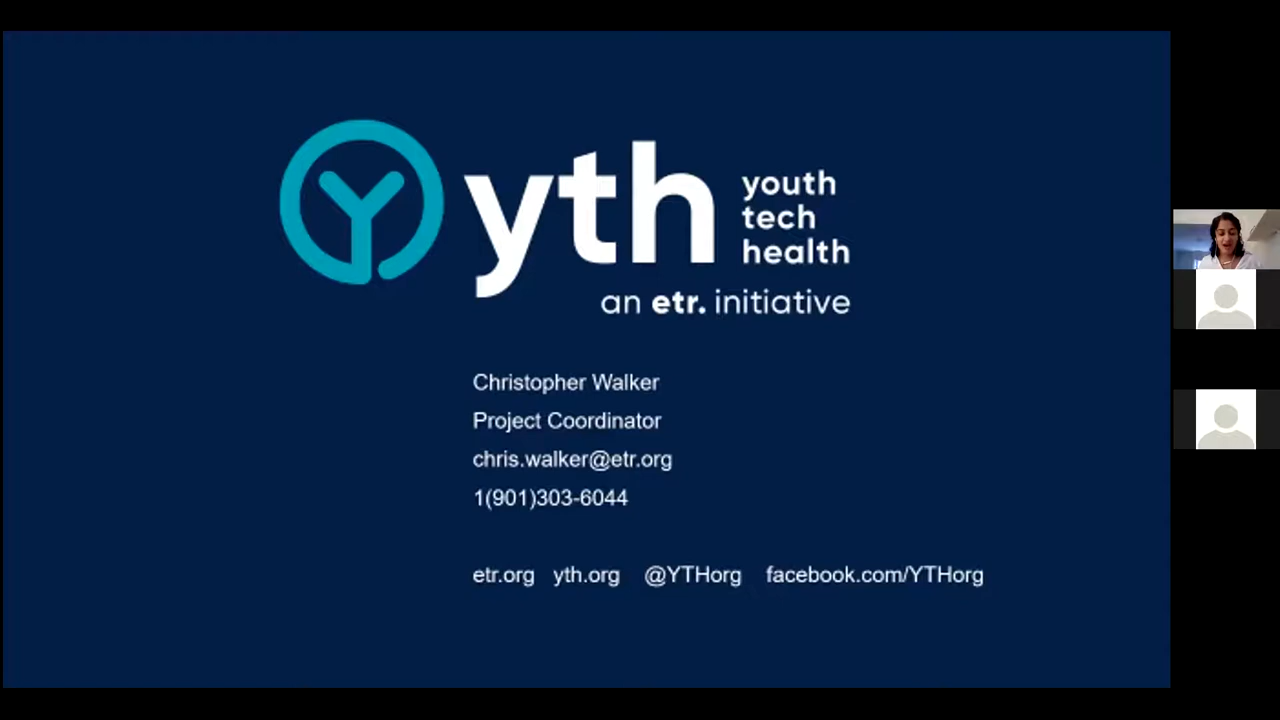 yth
youth
tech
health
an etr. initiative
Christopher Walker
Project Coordinator
chris.walker@etr.org
1(901)303-6044
etr.org yth.org @YTHorg facebook.com/YTHorg